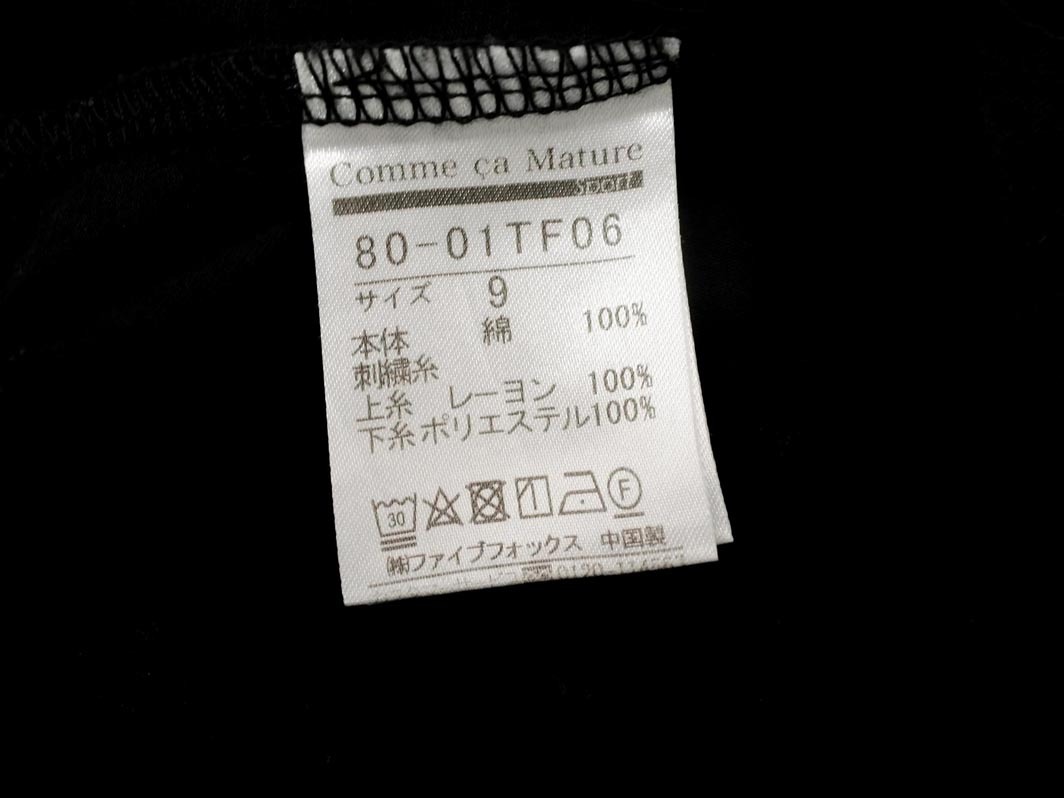 Comme ça Mature
sport
80-01TF06
サイズ 9
本体 綿 100%
刺繍糸
上糸 レーヨン 100%
下糸 ポリエステル100%
30 F
㈱ファイブフォックス 中国製